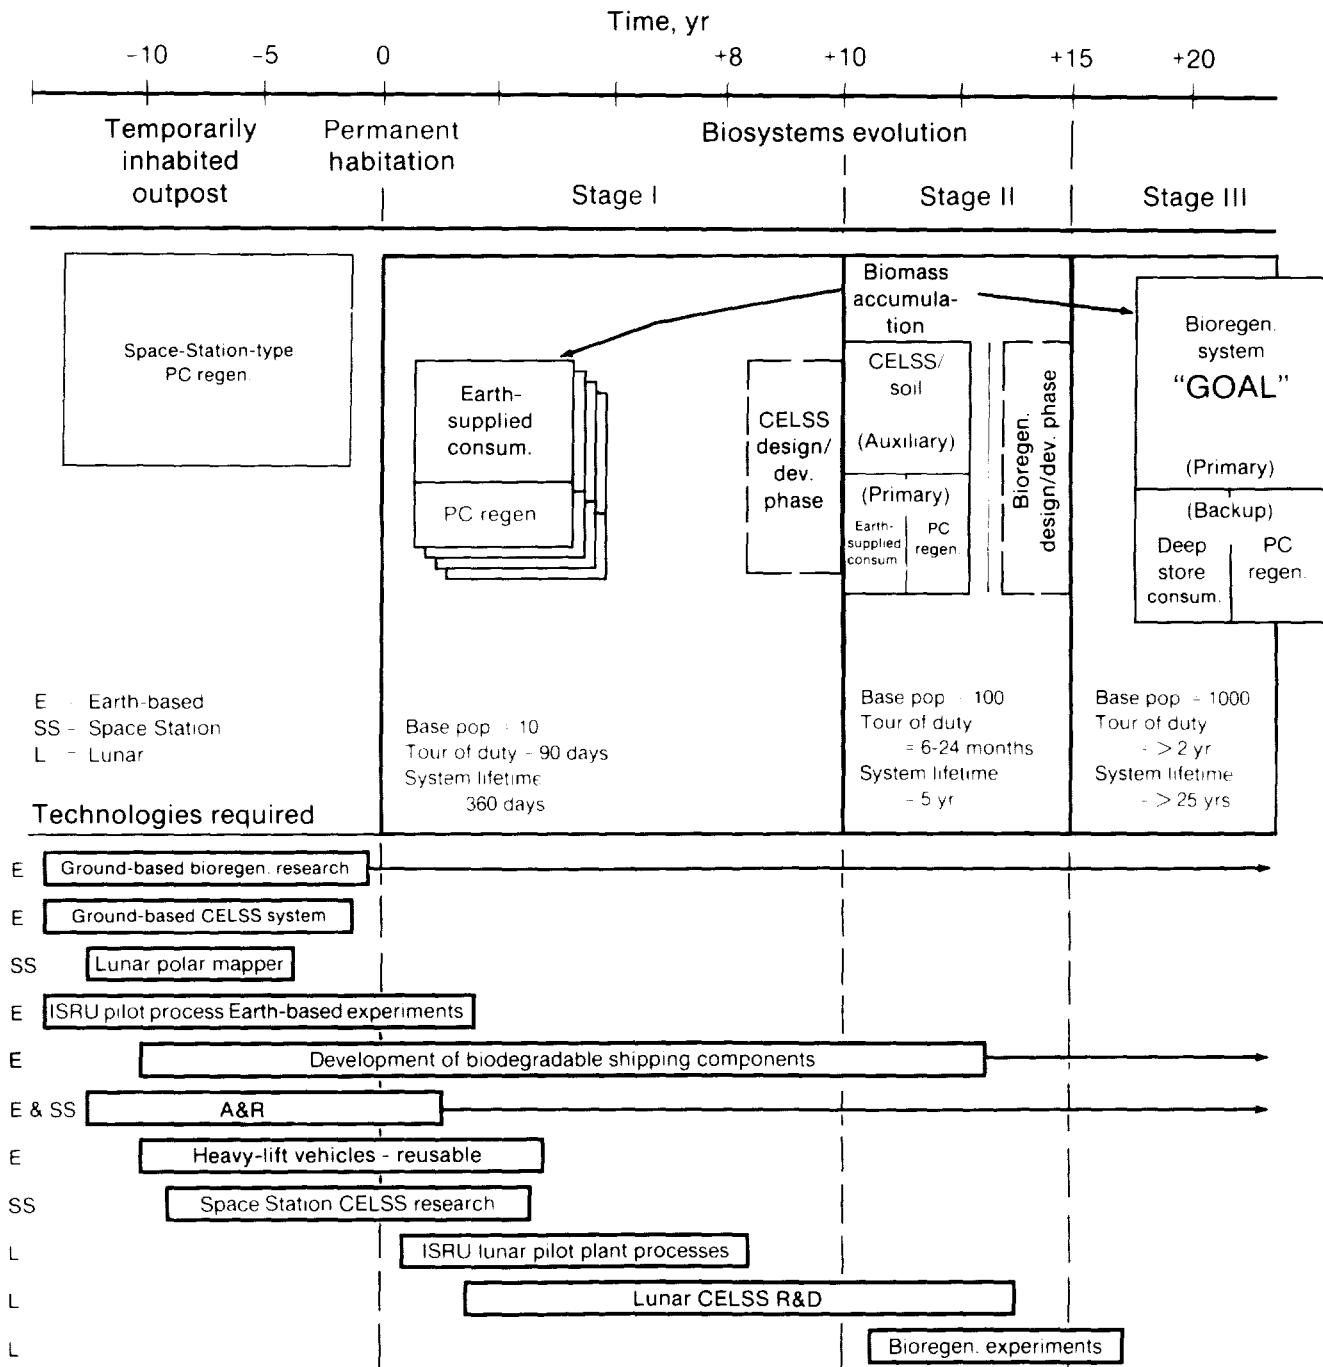 Time, yr
-10 -5 0 +8 +10 +15 +20
Temporarily
inhabited
outpost
Permanent
habitation
Biosystems evolution
Stage I
Stage II
Stage III
Space-Station-type
PC regen.
Earth-
supplied
consum.
PC regen
CELSS
design/
dev.
phase
Biomass
accumula-
tion
CELSS/
soil
(Auxiliary)
(Primary)
Earth-
supplied
consum
PC
regen.
Bioregen.
design/dev. phase
Bioregen.
system
“GOAL”
(Primary)
(Backup)
Deep
store
consum.
PC
regen.
E - Earth-based
SS - Space Station
L - Lunar
Base pop = 10
Tour of duty - 90 days
System lifetime
360 days
Base pop - 100
Tour of duty
= 6-24 months
System lifetime
- 5 yr
Base pop - 1000
Tour of duty
- > 2 yr
System lifetime
- > 25 yrs
Technologies required
E Ground-based bioregen. research
E Ground-based CELSS system
SS Lunar polar mapper
E ISRU pilot process Earth-based experiments
E Development of biodegradable shipping components
E & SS A&R
E Heavy-lift vehicles - reusable
SS Space Station CELSS research
L ISRU lunar pilot plant processes
L Lunar CELSS R&D
L Bioregen. experiments